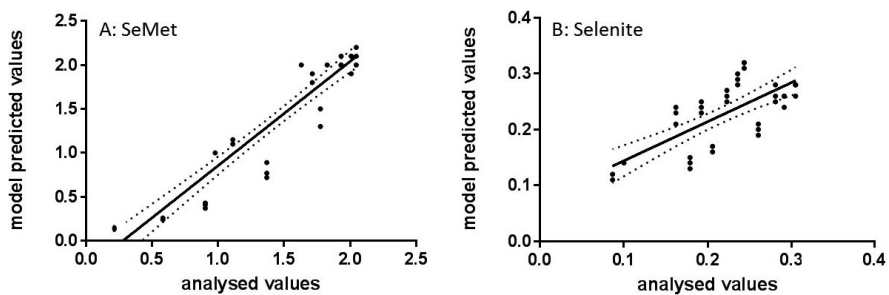 A: SeMet
model predicted values
2.5
2.0
1.5
1.0
0.5
0.0
0.0 0.5 1.0 1.5 2.0 2.5
analysed values
B: Selenite
model predicted values
0.4
0.3
0.2
0.1
0.0
0.0 0.1 0.2 0.3 0.4
analysed values